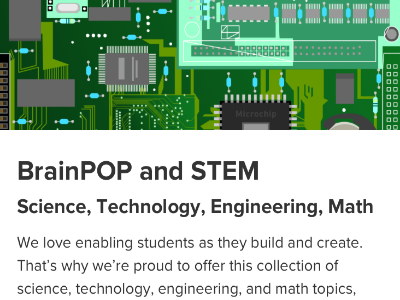 Microchip
BrainPOP and STEM
Science, Technology, Engineering, Math
We love enabling students as they build and create.
That's why we're proud to offer this collection of
science, technology, engineering, and math topics,